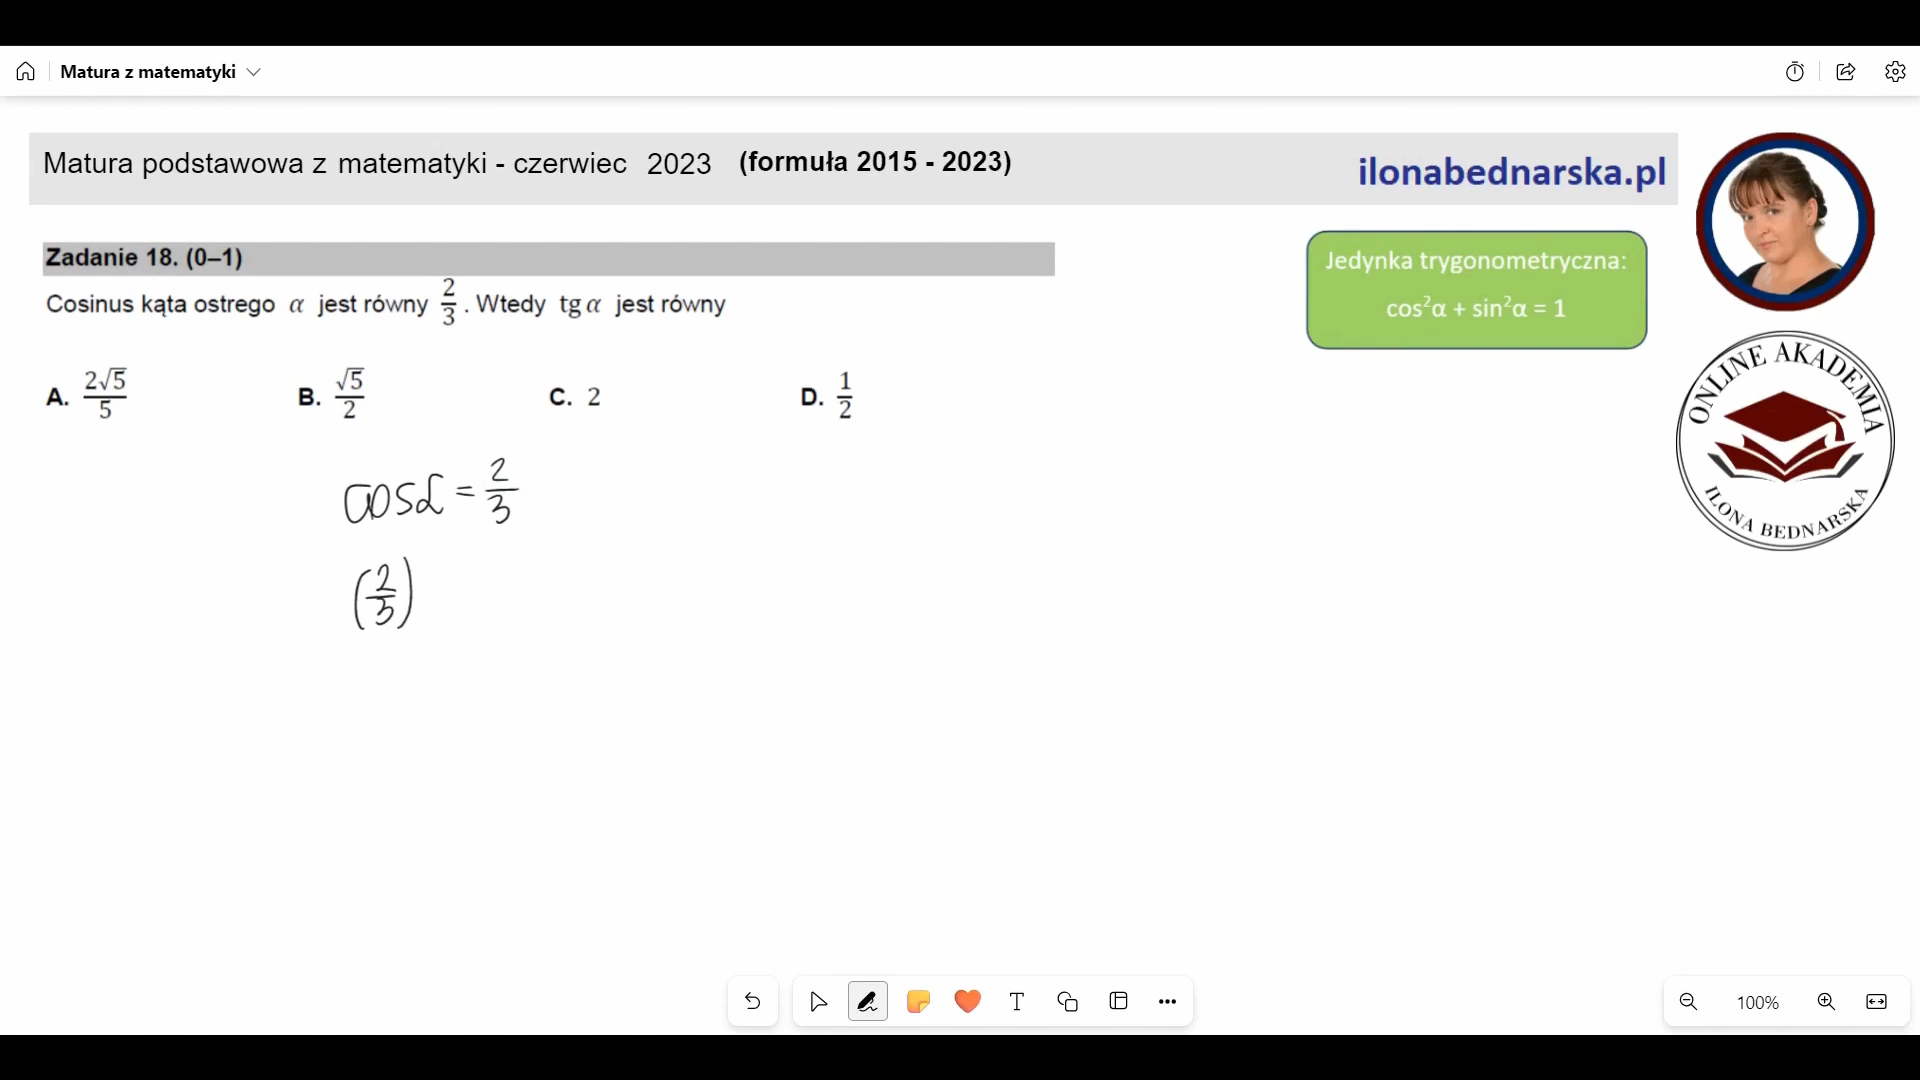 Matura z matematyki
Matura podstawowa z matematyki - czerwiec 2023 (formuła 2015 - 2023)
ilonabednarska.pl
Zadanie 18. (0–1)
Cosinus kąta ostrego α jest równy 2/3 . Wtedy tg α jest równy
A. 2√5/5 B. √5/2 C. 2 D. 1/2
Jedynka trygonometryczna:
cos²α + sin²α = 1
ONLINE AKADEMIA
ILONA BEDNARSKA
cosα = 2/3
(2/3)
100%